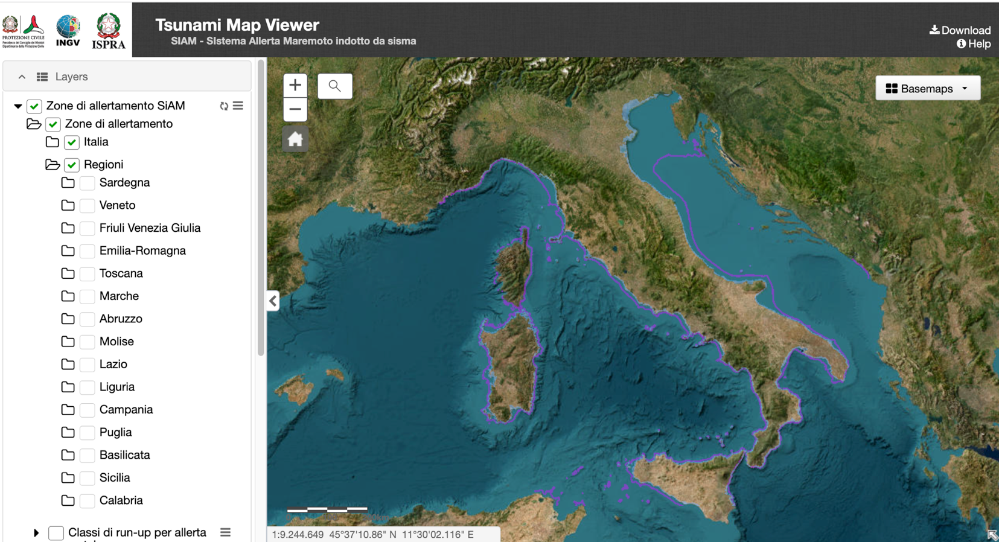 PROTEZIONE CIVILE
Presidenza del Consiglio dei Ministri
Dipartimento della Protezione Civile
INGV
ISPRA
Tsunami Map Viewer
SIAM - SIstema Allerta Maremoto indotto da sisma
Download
Help
Layers
Zone di allertamento SiAM
Zone di allertamento
Italia
Regioni
Sardegna
Veneto
Friuli Venezia Giulia
Emilia-Romagna
Toscana
Marche
Abruzzo
Molise
Lazio
Liguria
Campania
Puglia
Basilicata
Sicilia
Calabria
Classi di run-up per allerta
Basemaps
1:9.244.649 45°37'10.86" N 11°30'02.116" E